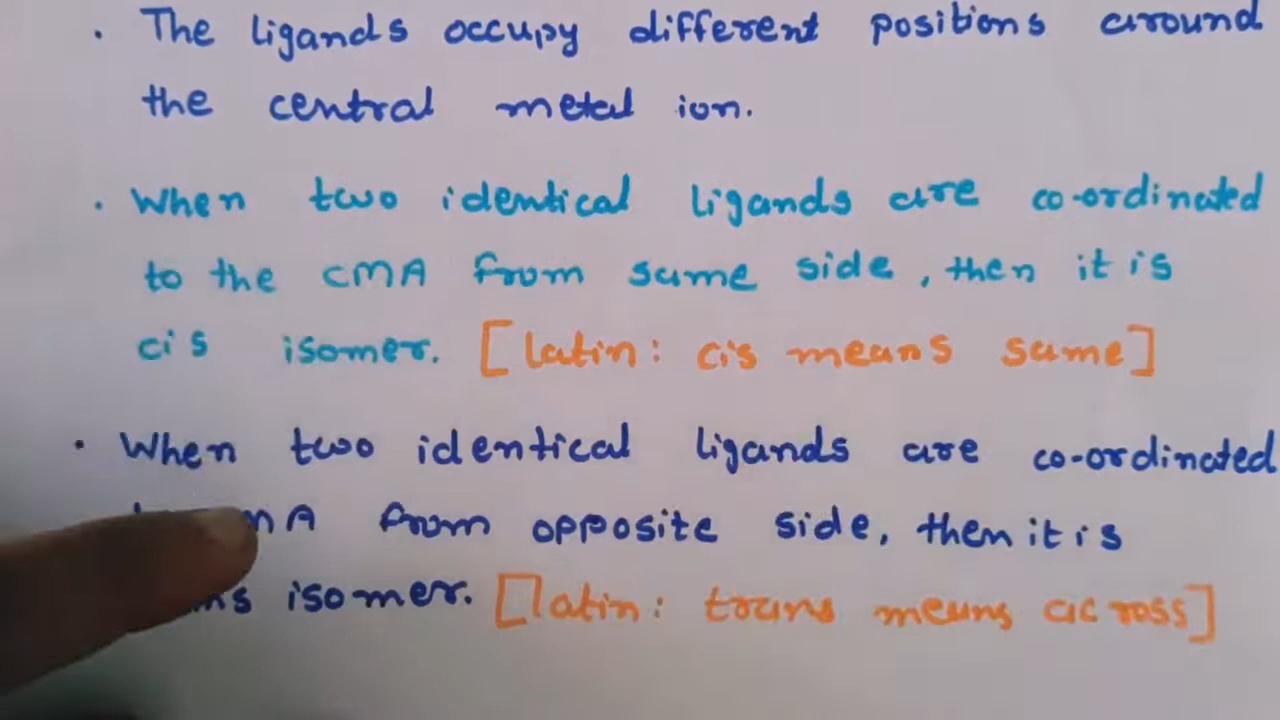 . The ligands occupy different positions around
the central metal ion.
. When two identical ligands are co-ordinated
to the CMA from same side, then it is
cis isomer. [latin: cis means same]
. When two identical ligands are co-ordinated
from opposite side, then it is
isomer. [latin: trans means across]